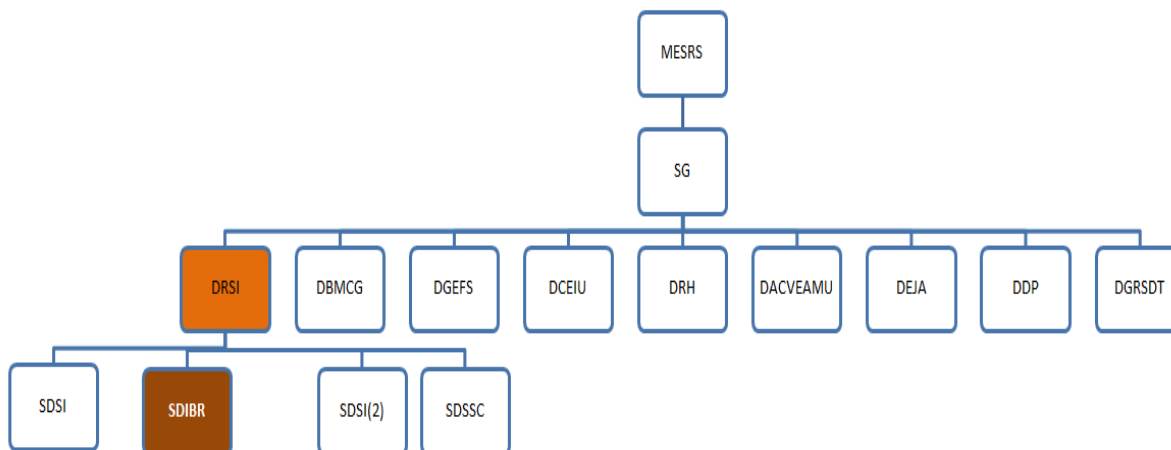 MESRS
SG
DRSI
DBMCG
DGEFS
DCEIU
DRH
DACVEAMU
DEJA
DDP
DGRSDT
SDSI
SDIBR
SDSI(2)
SDSSC